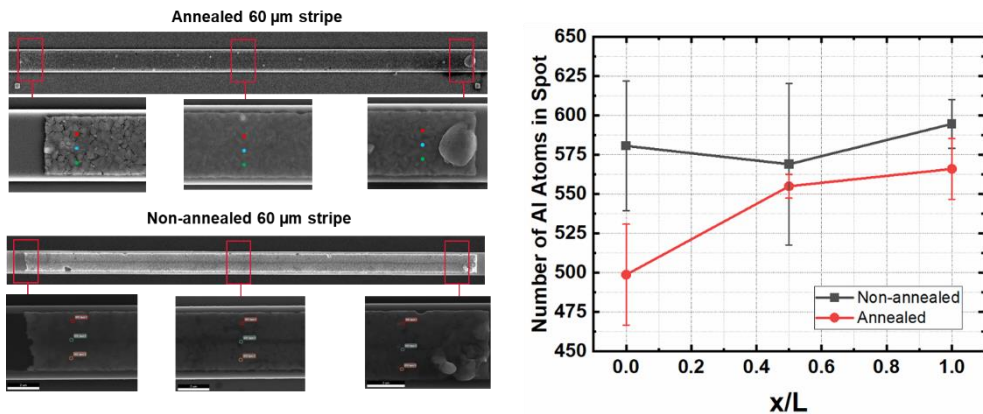 Annealed 60 µm stripe
Non-annealed 60 µm stripe
650
625
600
575
550
525
500
475
450
Number of Al Atoms in Spot
Non-annealed
Annealed
0.0 0.2 0.4 0.6 0.8 1.0
x/L